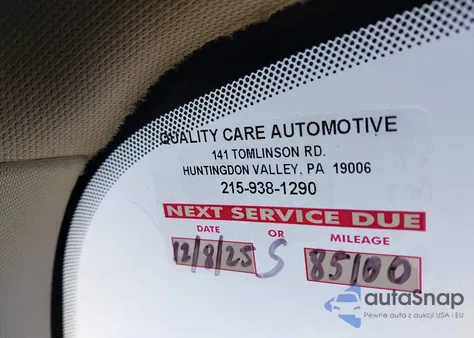 QUALITY CARE AUTOMOTIVE
141 TOMLINSON RD.
HUNTINGDON VALLEY, PA 19006
215-938-1290
NEXT SERVICE DUE
DATE OR MILEAGE
12/8/25 S 85100
autoSnap
Pewne auta z aukcji USA i EU